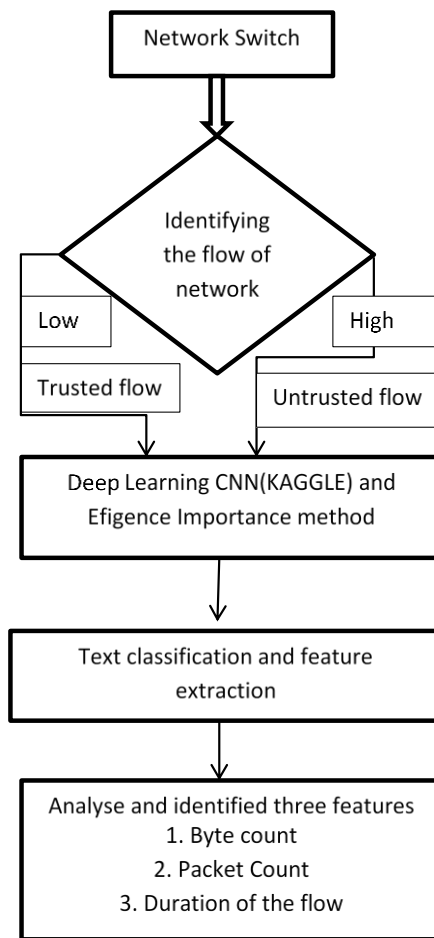 Network Switch
Identifying
the flow of
network
Low
High
Trusted flow
Untrusted flow
Deep Learning CNN(KAGGLE) and
Efigence Importance method
Text classification and feature
extraction
Analyse and identified three features
1. Byte count
2. Packet Count
3. Duration of the flow